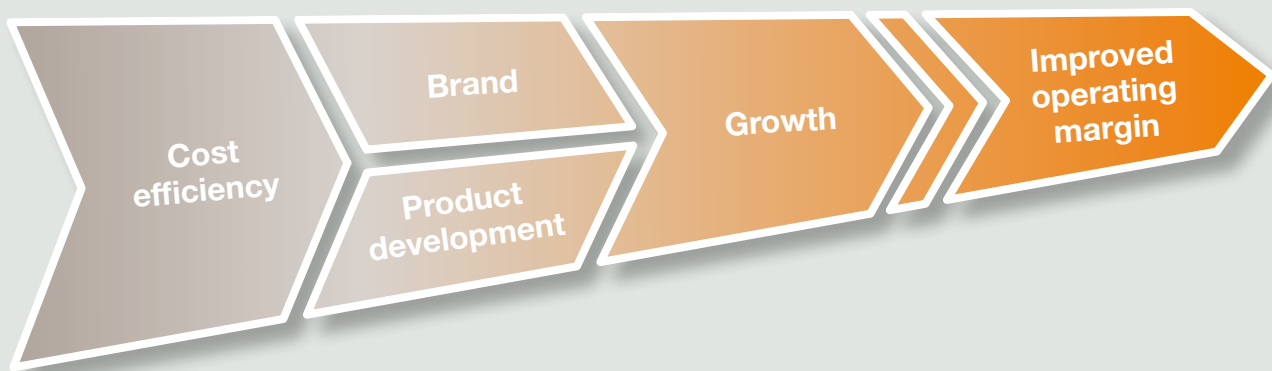 Cost
efficiency
Brand
Product
development
Growth
Improved
operating
margin